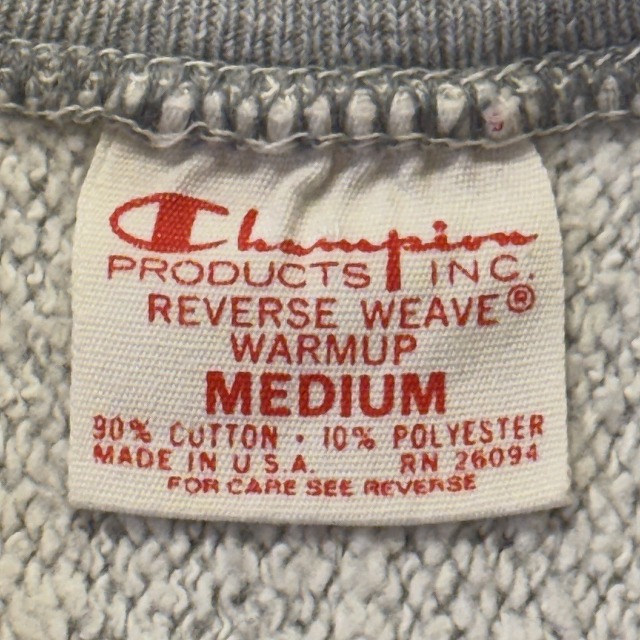 Champion
PRODUCTS INC.
REVERSE WEAVE®
WARMUP
MEDIUM
90% COTTON · 10% POLYESTER
MADE IN U.S.A. RN 26094
FOR CARE SEE REVERSE